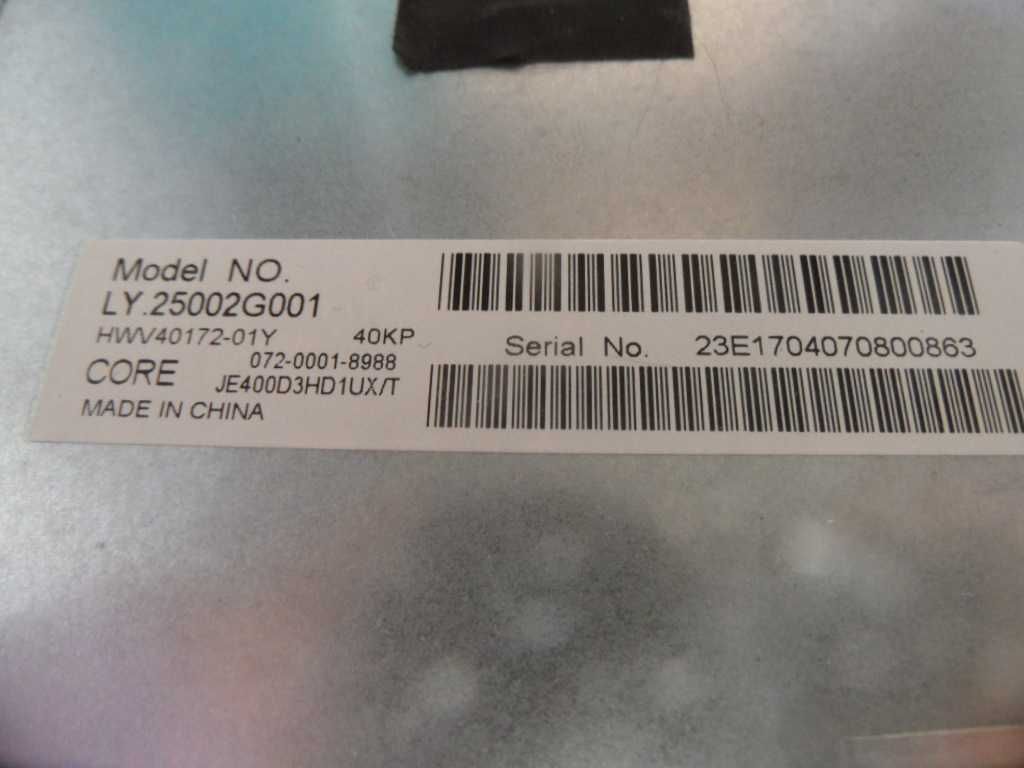 Model NO.
LY.25002G001
HWV40172-01Y 40KP
072-0001-8988
CORE JE400D3HD1UX/T
MADE IN CHINA
Serial No. 23E1704070800863